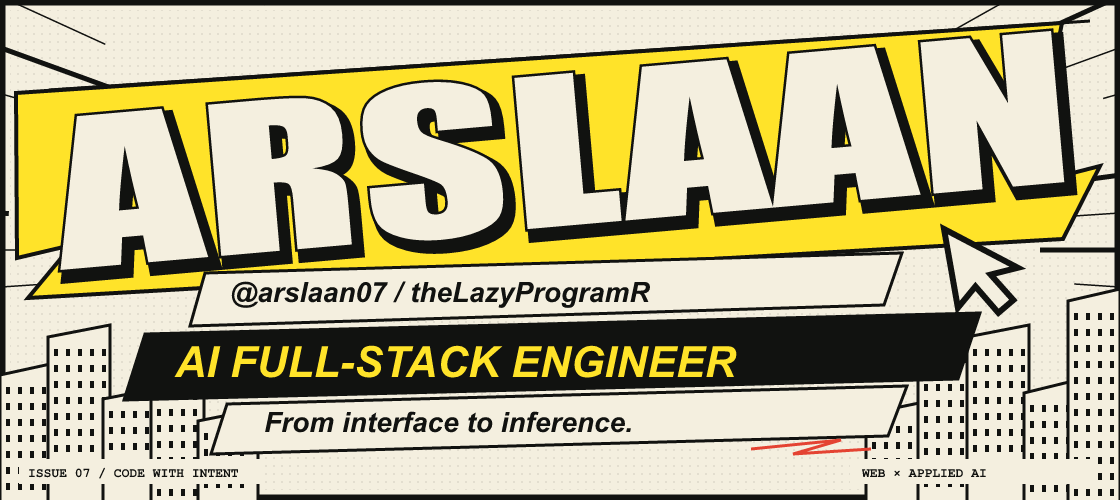 ARSLAAN
@arslaan07 / theLazyProgramR
AI FULL-STACK ENGINEER
From interface to inference.
ISSUE 07 / CODE WITH INTENT
WEB × APPLIED AI